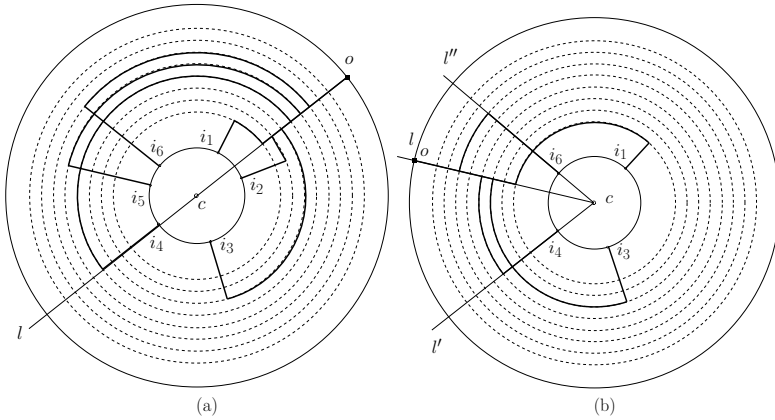 o
i₁
i₆
i₂
i₅
c
i₄
i₃
l
(a)
l″
l
o
i₆
i₁
c
i₄
i₃
l′
(b)